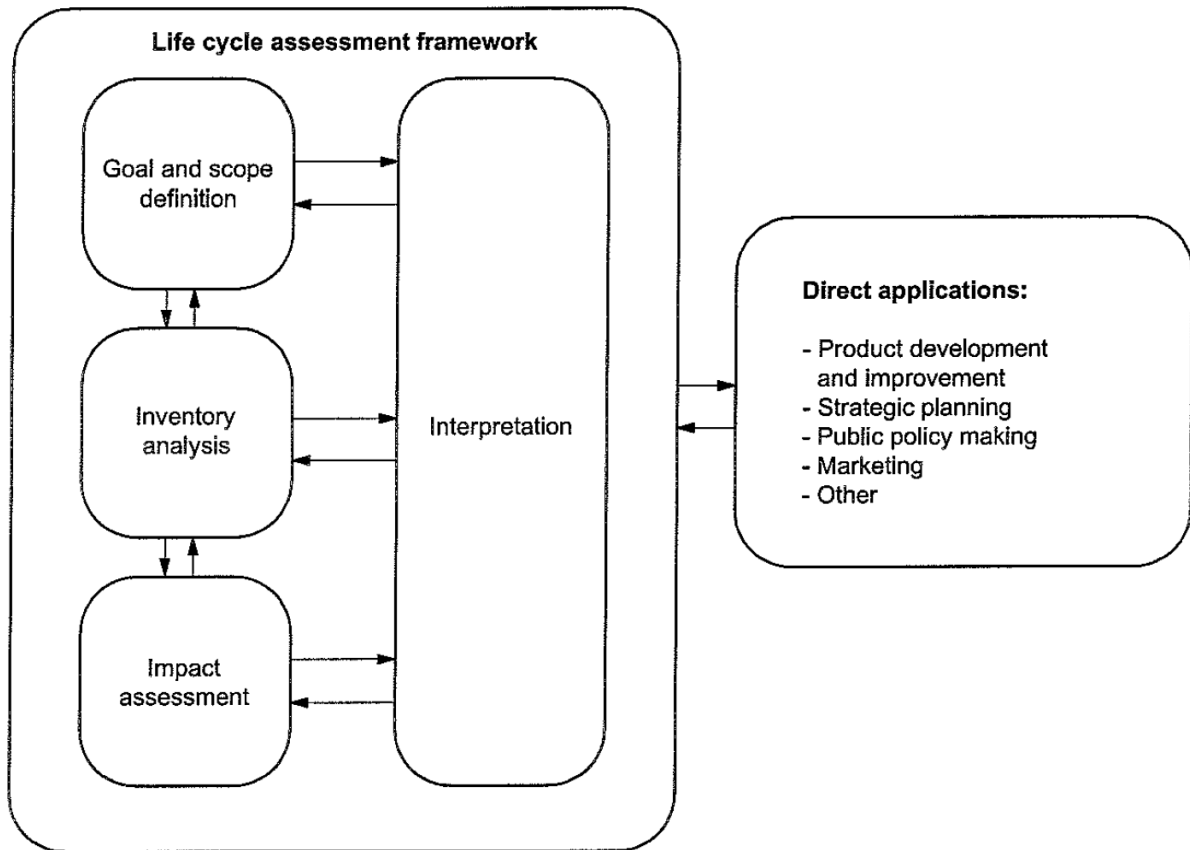 Life cycle assessment framework
Goal and scope
definition
Inventory
analysis
Impact
assessment
Interpretation
Direct applications:
- Product development
and improvement
- Strategic planning
- Public policy making
- Marketing
- Other